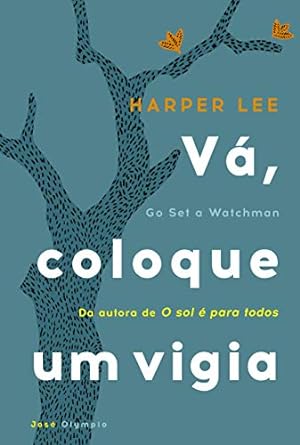 HARPER LEE
Vá,
Go Set a Watchman
coloque
Da autora de O sol é para todos
um vigia
José Olympio